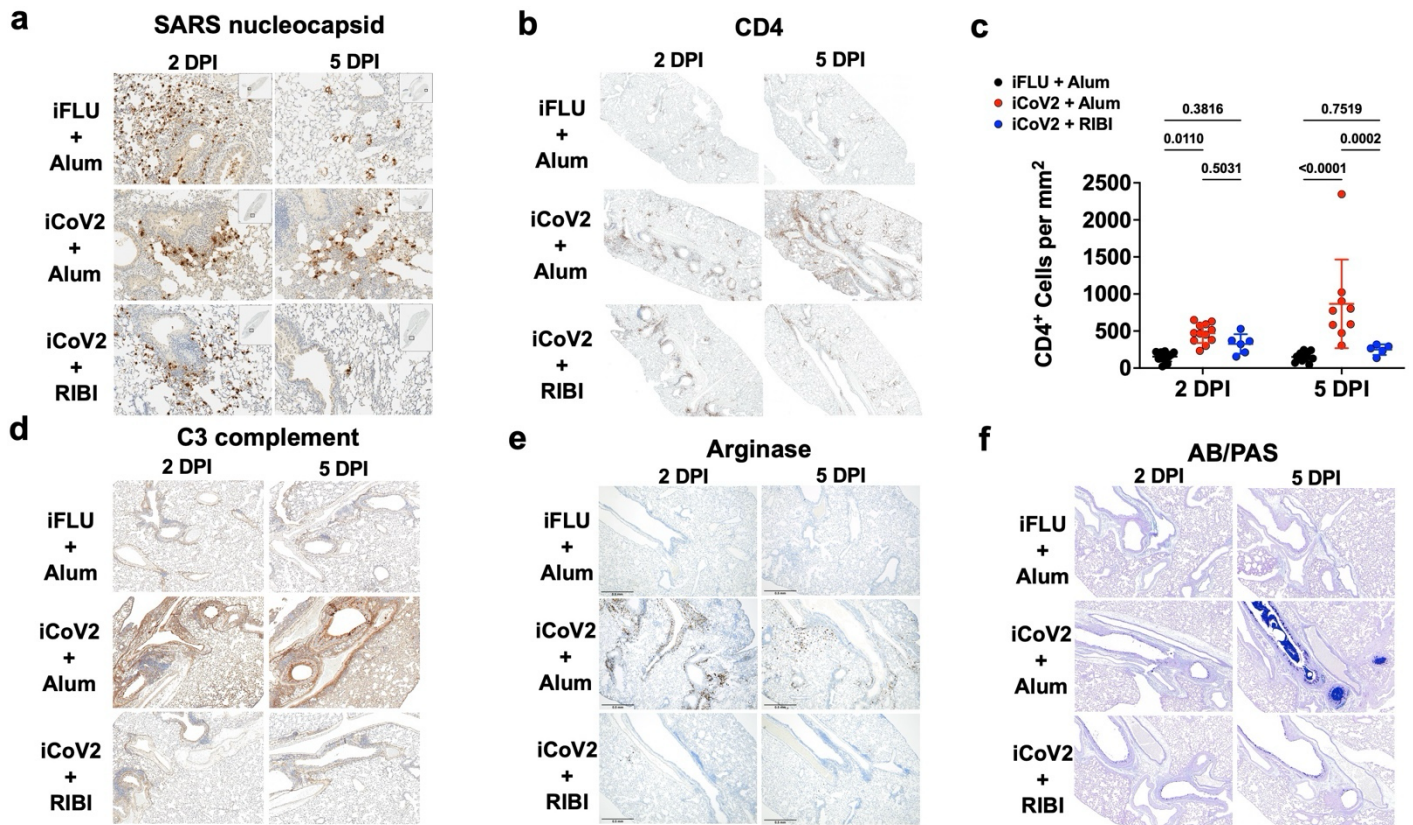 a
SARS nucleocapsid
2 DPI
5 DPI
iFLU
+
Alum
iCoV2
+
Alum
iCoV2
+
RIBI
b
CD4
2 DPI
5 DPI
iFLU
+
Alum
iCoV2
+
Alum
iCoV2
+
RIBI
c
iFLU + Alum
iCoV2 + Alum
iCoV2 + RIBI
0.3816
0.7519
0.0110
0.0002
0.5031
<0.0001
CD4+ Cells per mm2
2500
2000
1500
1000
500
0
2 DPI
5 DPI
d
C3 complement
2 DPI
5 DPI
iFLU
+
Alum
iCoV2
+
Alum
iCoV2
+
RIBI
e
Arginase
2 DPI
5 DPI
iFLU
+
Alum
iCoV2
+
Alum
iCoV2
+
RIBI
f
AB/PAS
2 DPI
5 DPI
iFLU
+
Alum
iCoV2
+
Alum
iCoV2
+
RIBI